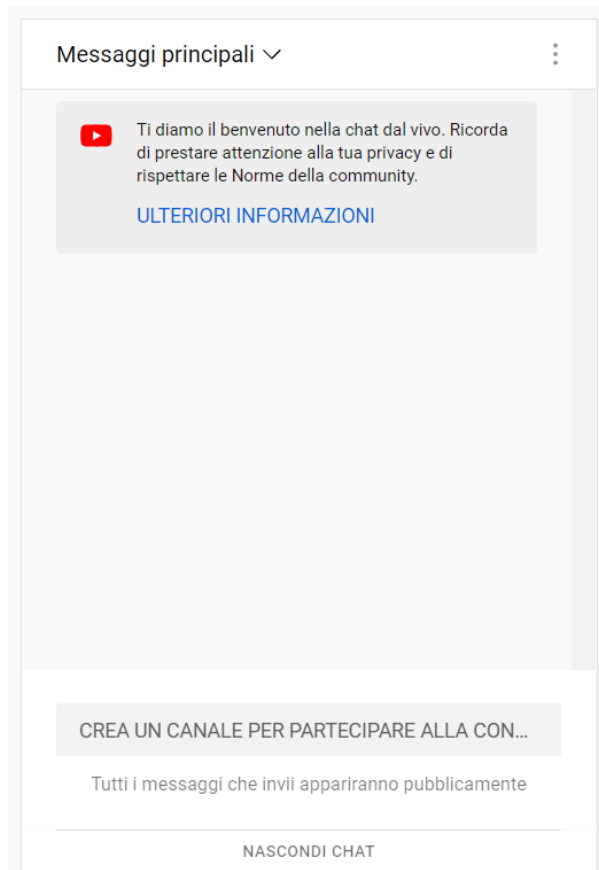 Messaggi principali
Ti diamo il benvenuto nella chat dal vivo. Ricorda
di prestare attenzione alla tua privacy e di
rispettare le Norme della community.
ULTERIORI INFORMAZIONI
CREA UN CANALE PER PARTECIPARE ALLA CON...
Tutti i messaggi che invii appariranno pubblicamente
NASCONDI CHAT